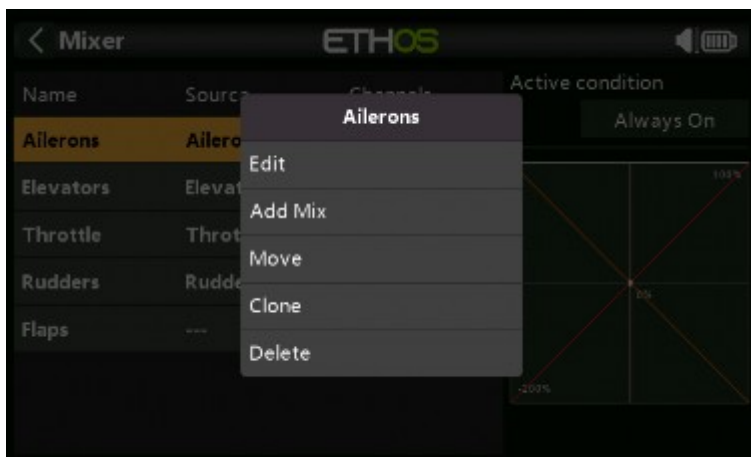 Mixer
ETHOS
Name
Active condition
Always On
Ailerons
Ailerons
Edit
Elevators
Add Mix
Throttle
Move
Rudders
Clone
Flaps
---
Delete
100%
0%
-200%